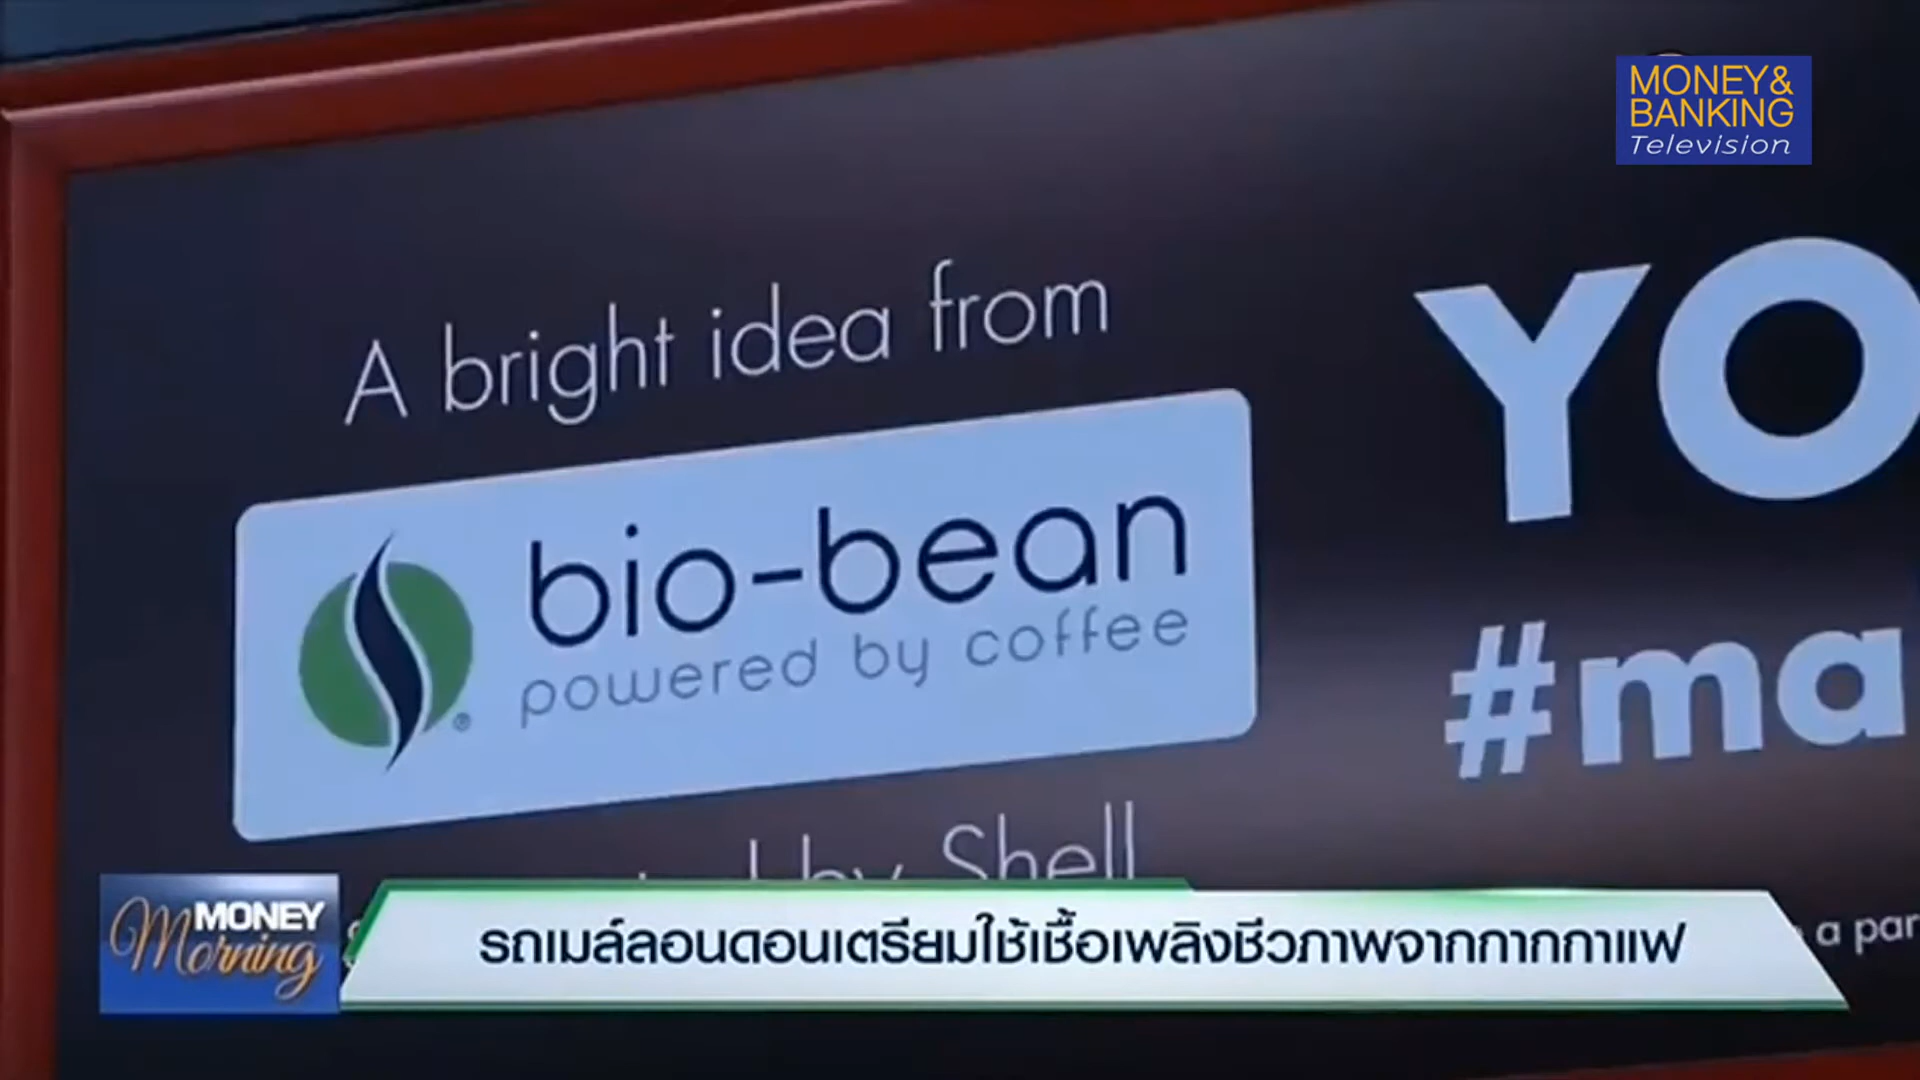 MONEY&
BANKING
Television
A bright idea from
bio-bean
powered by coffee
®
by Shell
YO
#ma
a par
MONEY
Morning
รถเมล์ลอนดอนเตรียมใช้เชื้อเพลิงชีวภาพจากกากกาแฟ